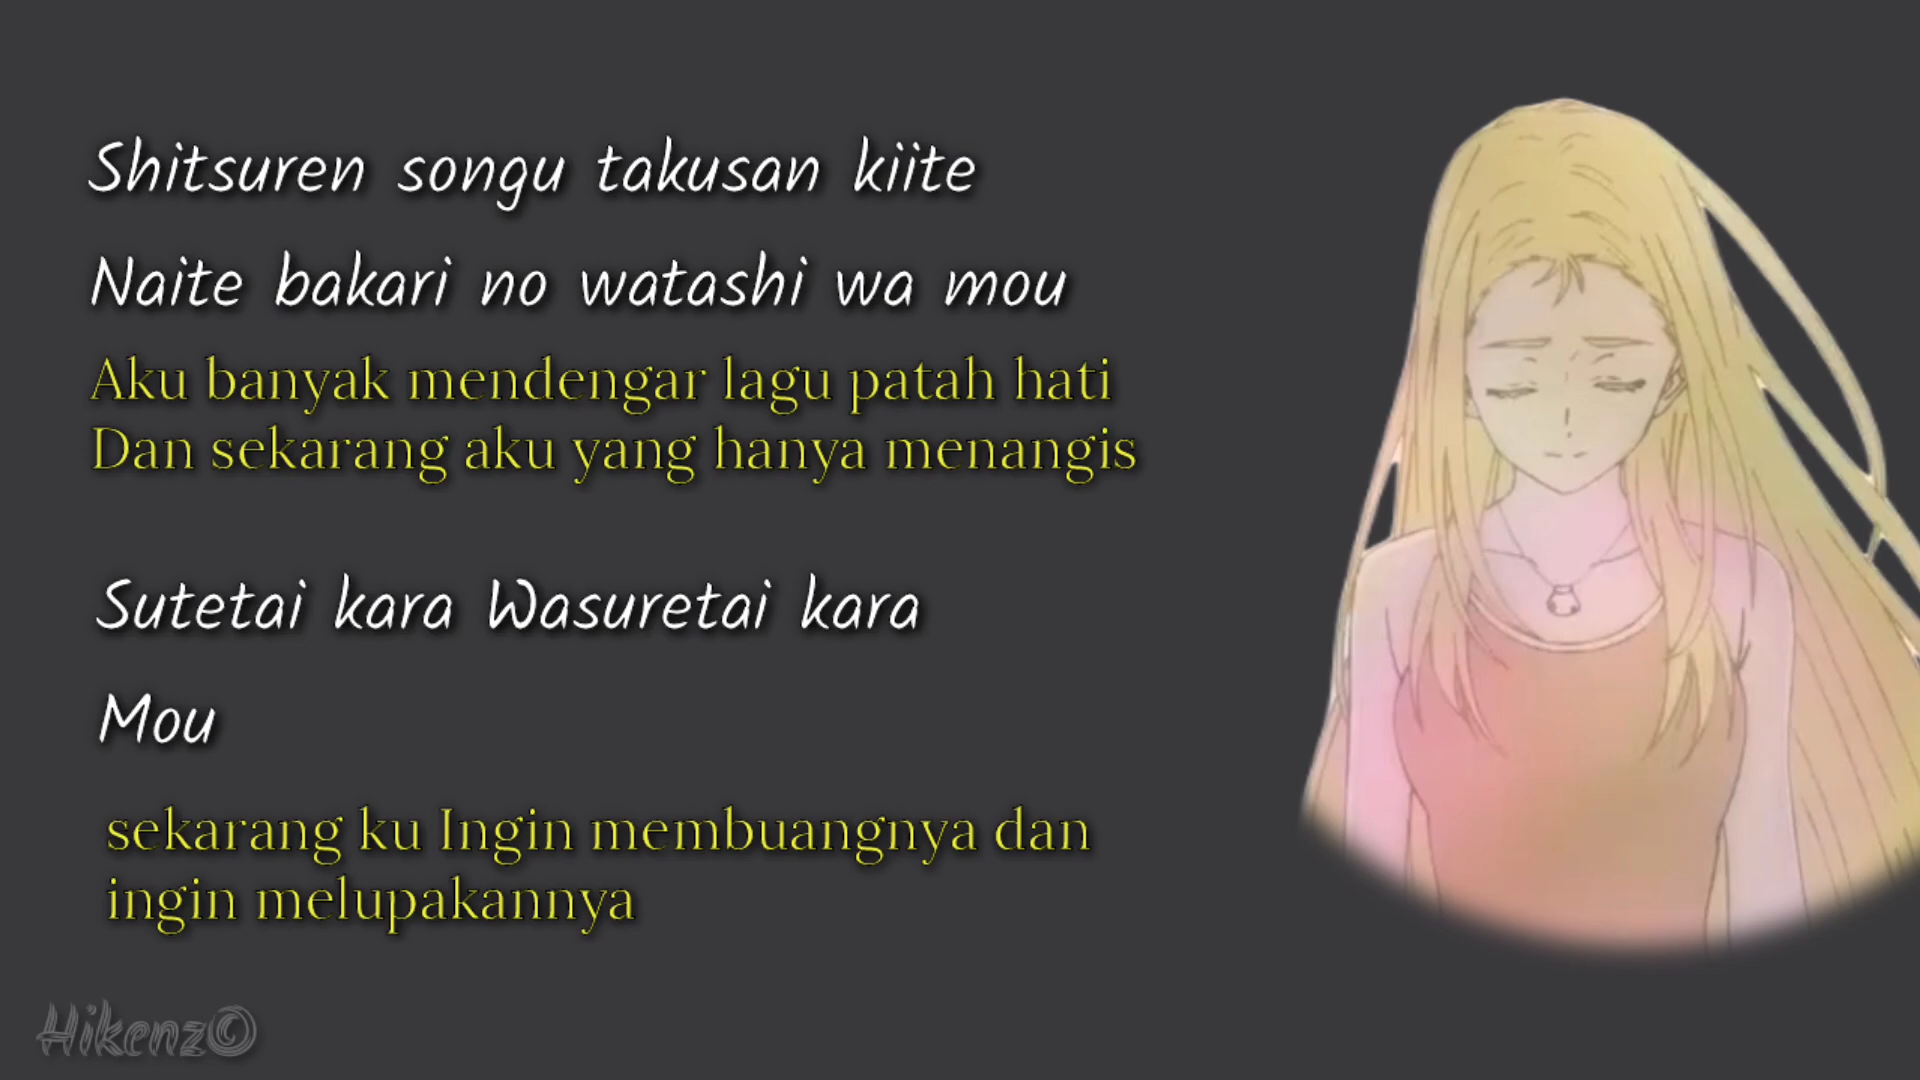 Shitsuren songu takusan kiite
Naite bakari no watashi wa mou
Aku banyak mendengar lagu patah hati
Dan sekarang aku yang hanya menangis
Sutetai kara Wasuretai kara
Mou
sekarang ku Ingin membuangnya dan
ingin melupakannya
Hikenz©